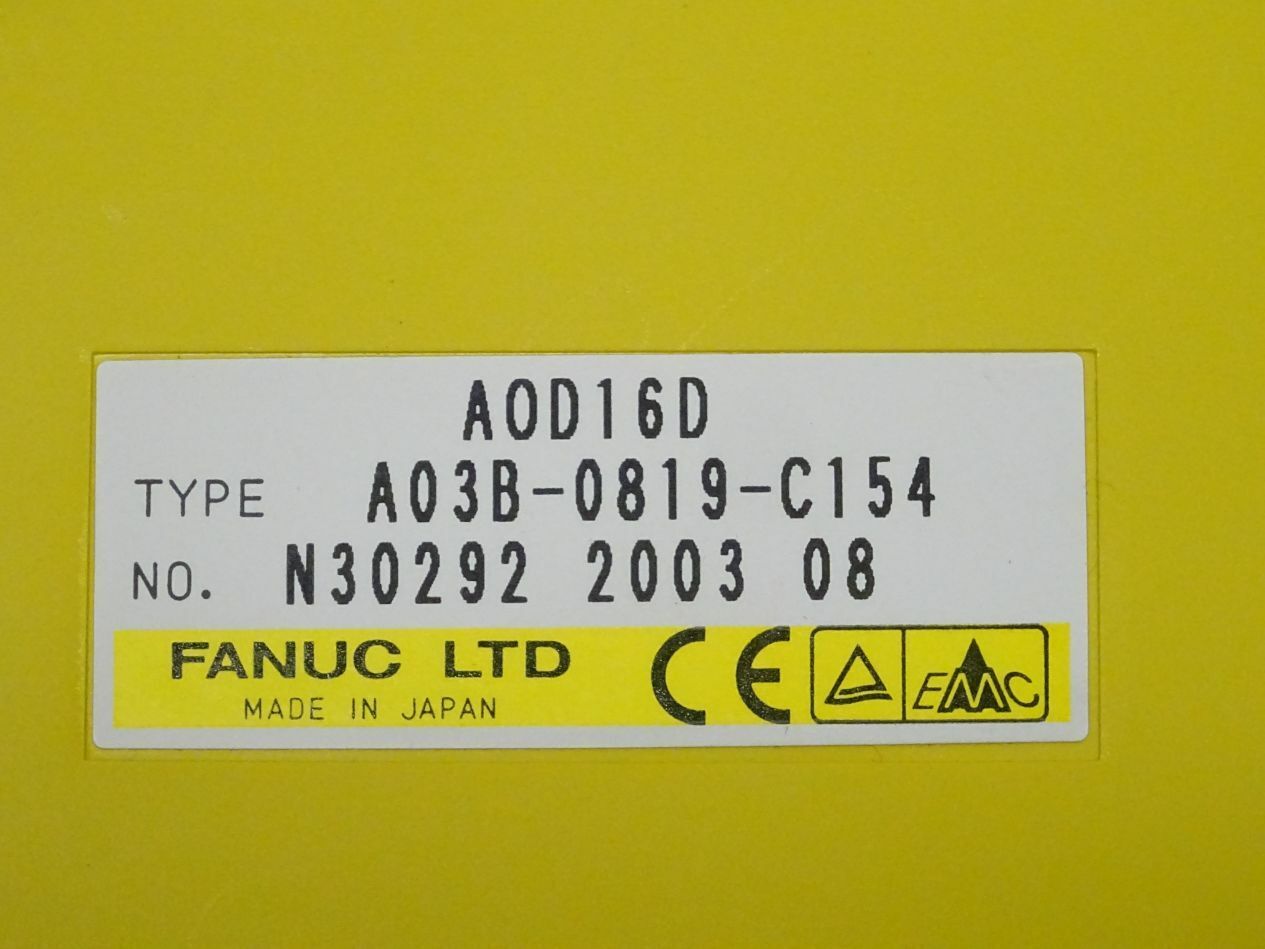 AOD16D
TYPE A03B-0819-C154
NO. N30292 2003 08
FANUC LTD CE
MADE IN JAPAN EMC